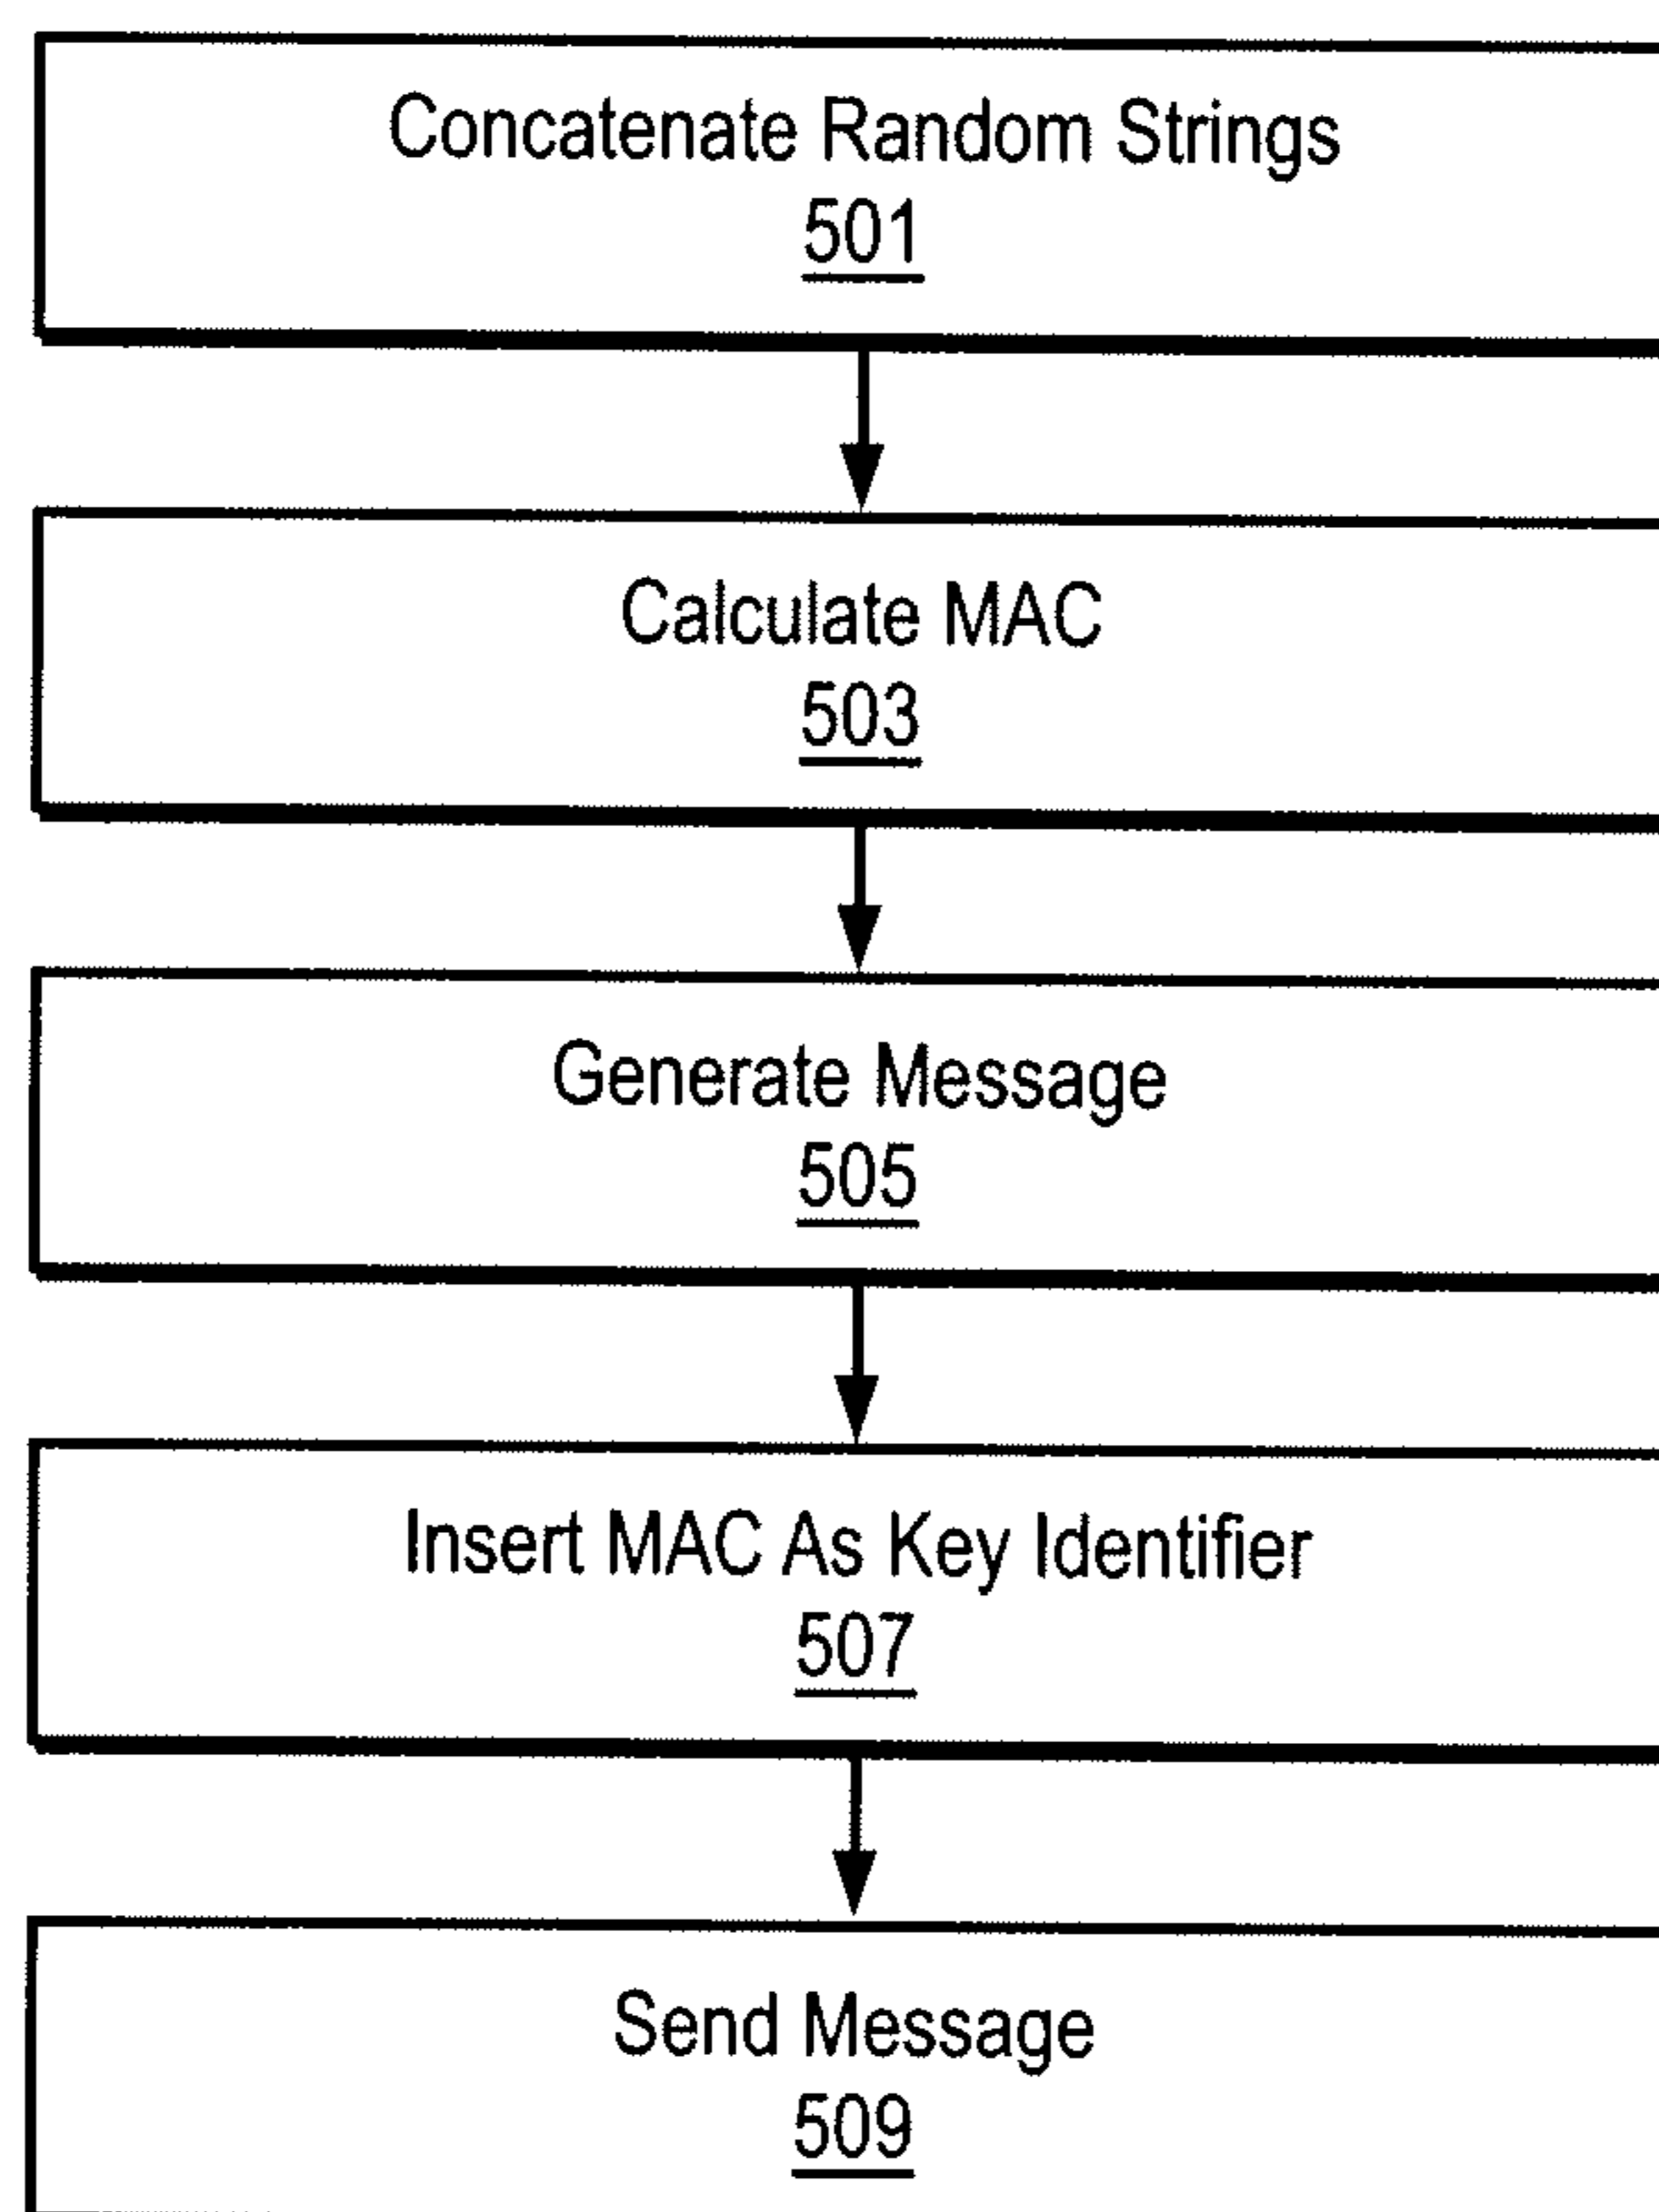 Concatenate Random Strings
501
Calculate MAC
503
Generate Message
505
Insert MAC As Key Identifier
507
Send Message
509